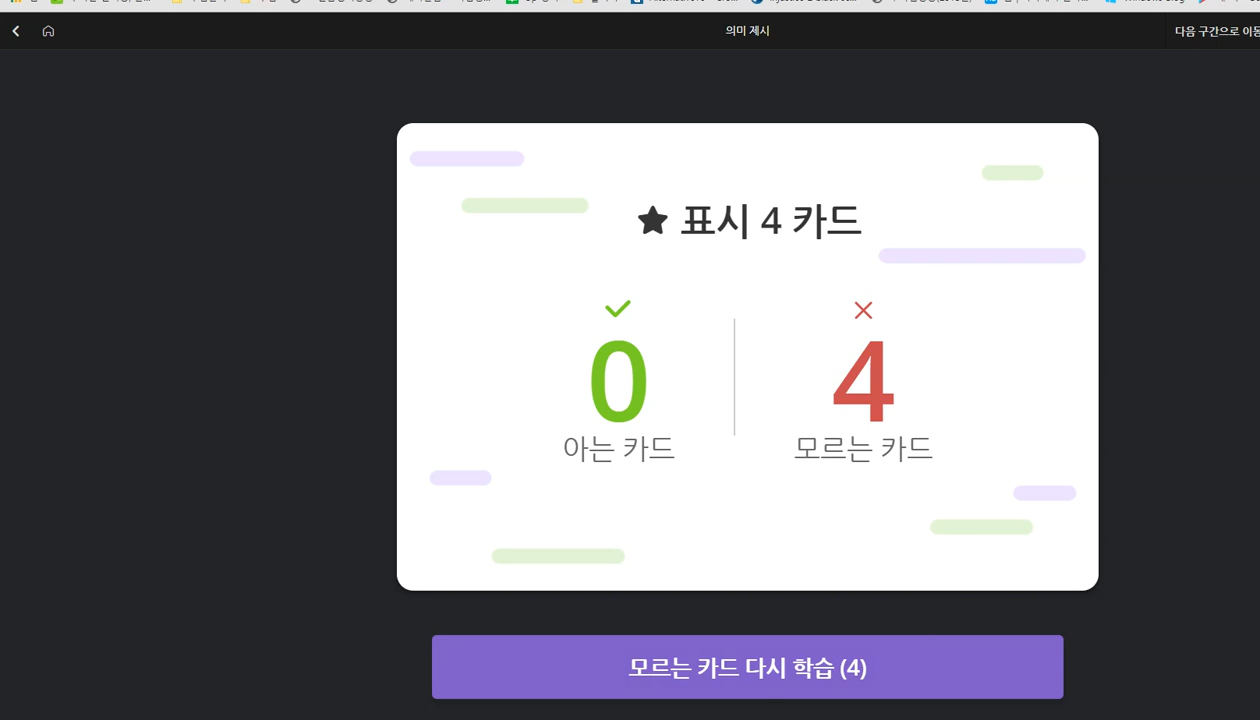 의미 제시
다음 구간으로 이동
표시 4 카드
0
4
아는 카드
모르는 카드
모르는 카드 다시 학습 (4)